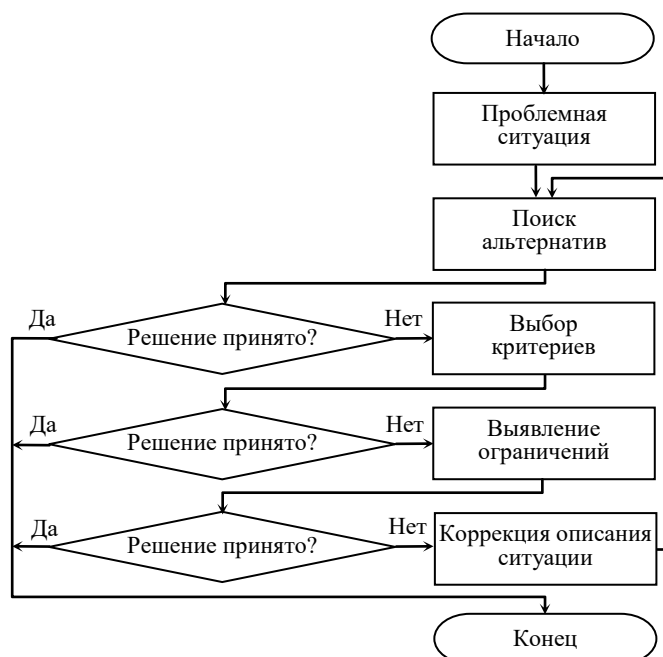 Начало
Проблемная
ситуация
Поиск
альтернатив
Да
Решение принято?
Нет
Выбор
критериев
Да
Решение принято?
Нет
Выявление
ограничений
Да
Решение принято?
Нет
Коррекция описания
ситуации
Конец